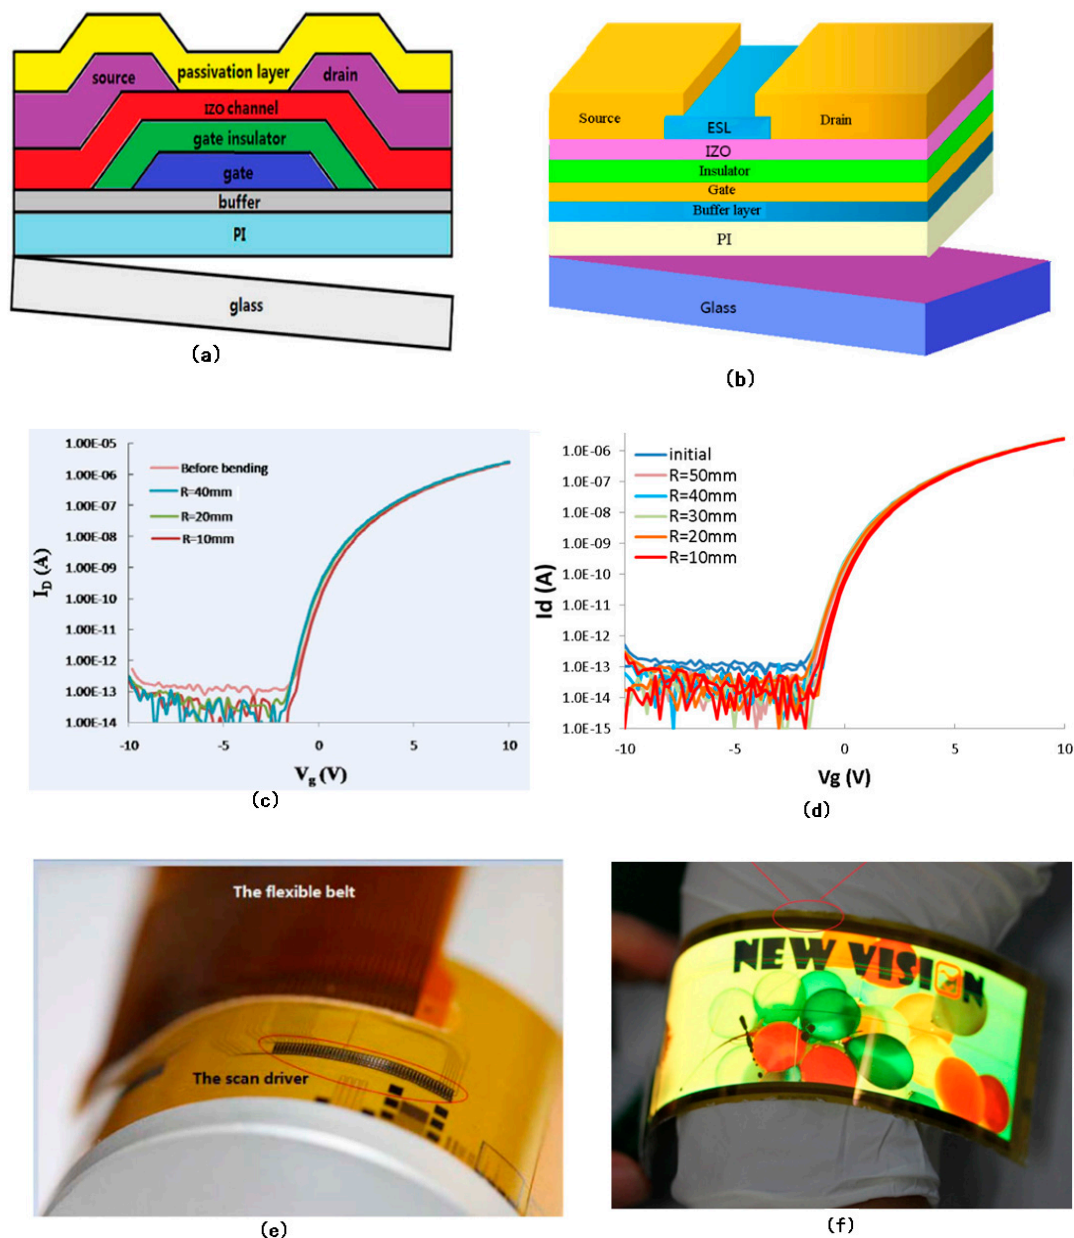 source
passivation layer
drain
IZO channel
gate insulator
gate
buffer
PI
glass
(a)
Source
ESL
Drain
IZO
Insulator
Gate
Buffer layer
PI
Glass
(b)
1.00E-05
1.00E-06
1.00E-07
1.00E-08
1.00E-09
1.00E-10
1.00E-11
1.00E-12
1.00E-13
1.00E-14
I_D (A)
Before bending
R=40mm
R=20mm
R=10mm
-10
-5
0
5
10
V_g (V)
(c)
1.0E-06
1.0E-07
1.0E-08
1.0E-09
1.0E-10
1.0E-11
1.0E-12
1.0E-13
1.0E-14
1.0E-15
Id (A)
initial
R=50mm
R=40mm
R=30mm
R=20mm
R=10mm
-10
-5
0
5
10
Vg (V)
(d)
The flexible belt
The scan driver
(e)
NEW VISION
(f)